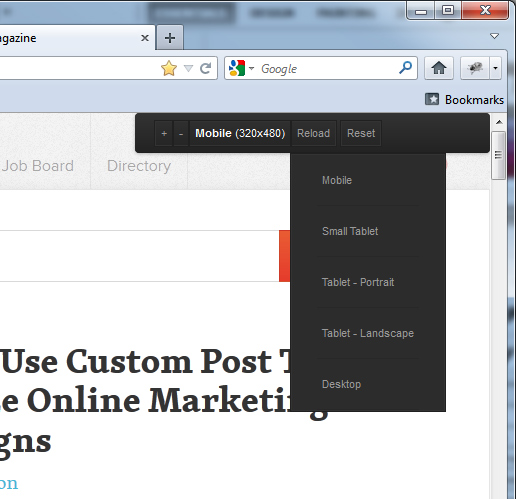 agazine
Google
Bookmarks
+ - Mobile (320x480) Reload Reset
Job Board Directory
Mobile
Small Tablet
Tablet - Portrait
Tablet - Landscape
Desktop
Use Custom Post T
e Online Marketing
gns
on